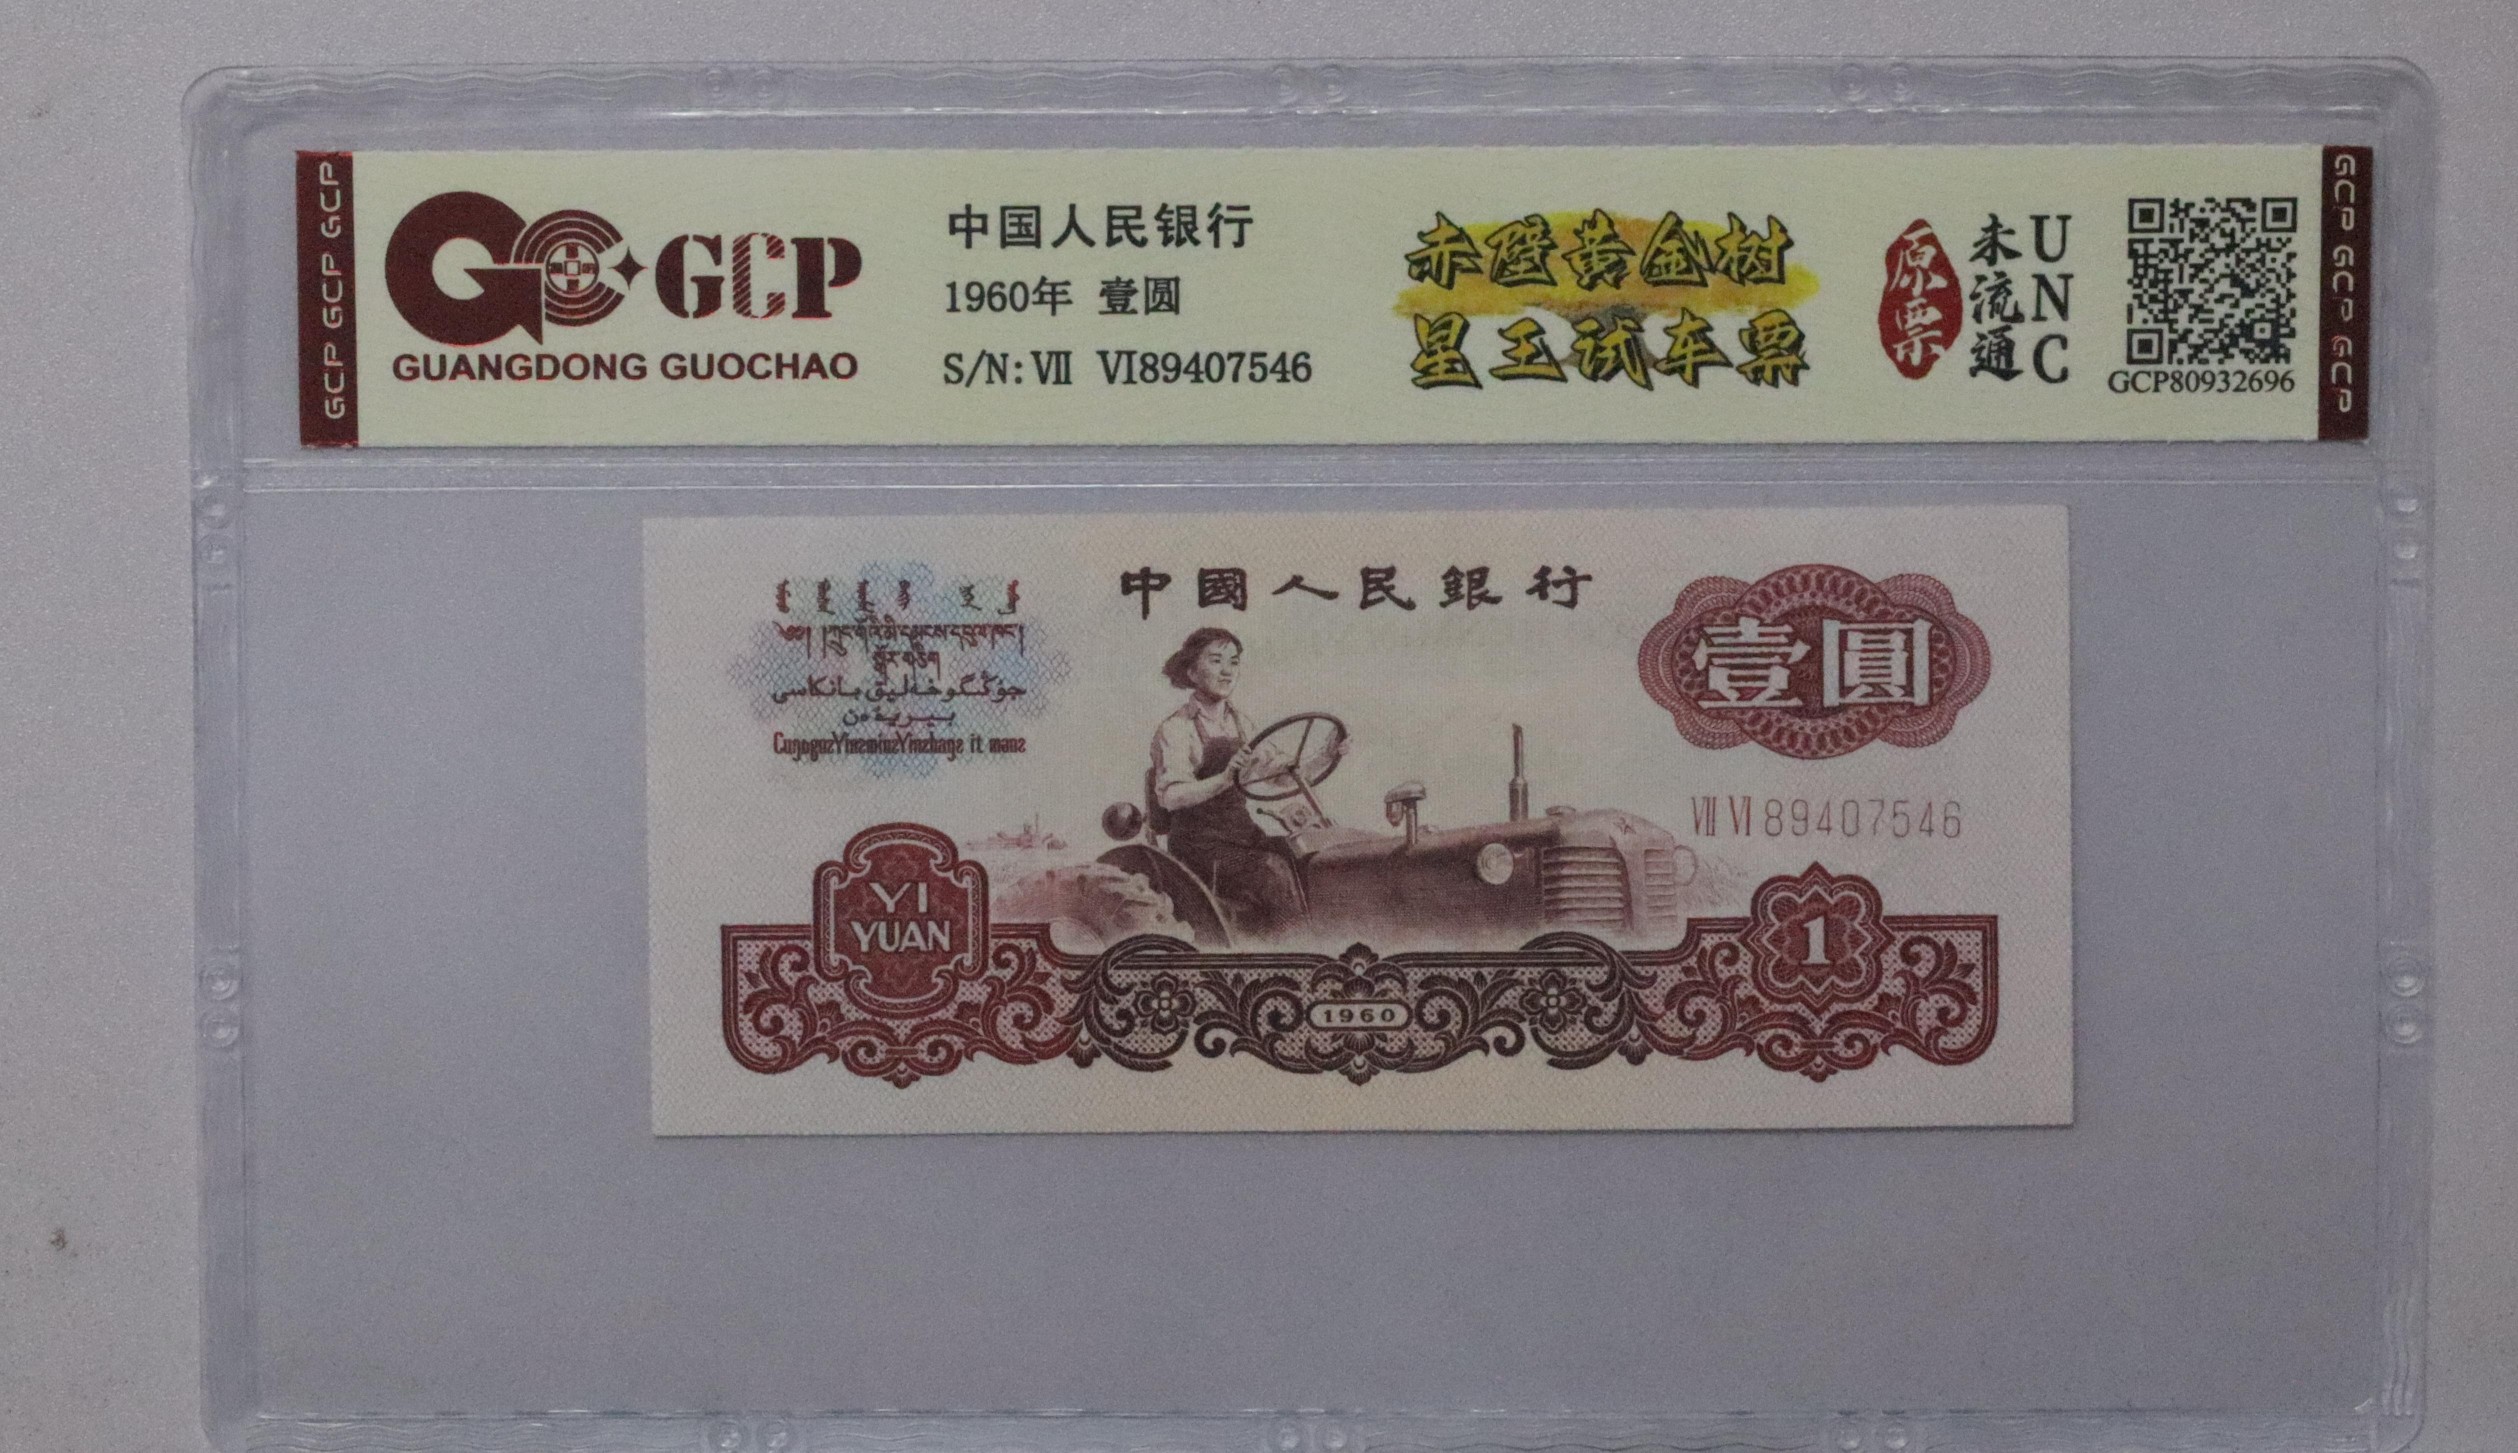 GCP GCP GCP
GCP
GUANGDONG GUOCHAO
中国人民银行
1960年 壹圆
S/N: Ⅶ Ⅵ89407546
赤壁黄金树
星王试车票
原票
未流通
UNC
GCP80932696
GCP GCP GCP
中國人民銀行
壹圓
Ⅶ Ⅵ 89407546
YI
YUAN
1960
1